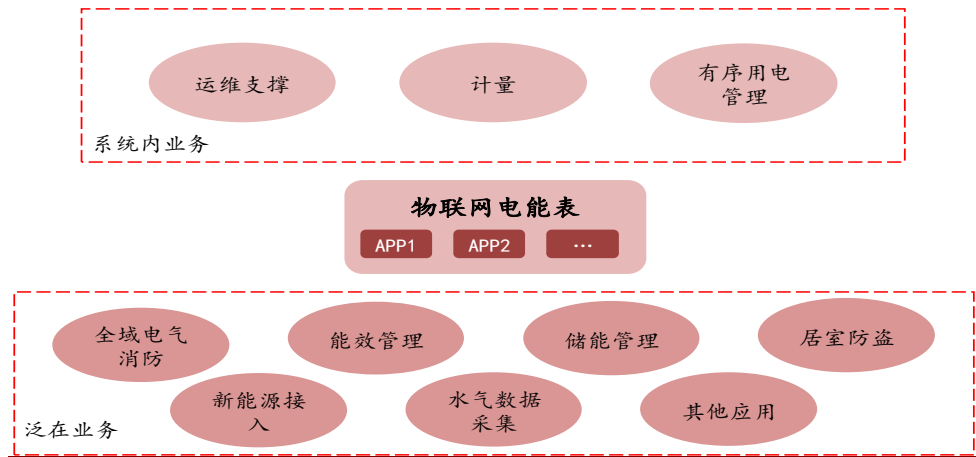 运维支撑
计量
有序用电
管理
系统内业务
物联网电能表
APP1
APP2
…
全域电气
消防
能效管理
储能管理
居室防盗
新能源接
入
水气数据
采集
其他应用
泛在业务